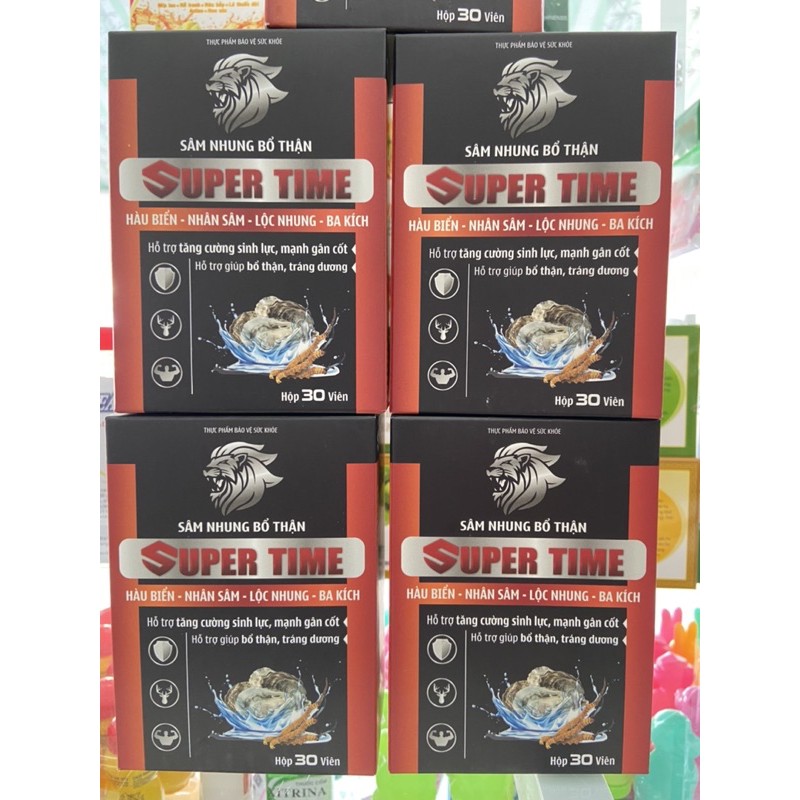 Hộp 30 Viên
THỰC PHẨM BẢO VỆ SỨC KHỎE
SÂM NHUNG BỔ THẬN
SUPER TIME
HÀU BIỂN - NHÂN SÂM - LỘC NHUNG - BA KÍCH
Hỗ trợ tăng cường sinh lực, mạnh gân cốt
Hỗ trợ giúp bổ thận, tráng dương
Hộp 30 Viên
THỰC PHẨM BẢO VỆ SỨC KHỎE
SÂM NHUNG BỔ THẬN
SUPER TIME
HÀU BIỂN - NHÂN SÂM - LỘC NHUNG - BA KÍCH
Hỗ trợ tăng cường sinh lực, mạnh gân cốt
Hỗ trợ giúp bổ thận, tráng dương
Hộp 30 Viên
THỰC PHẨM BẢO VỆ SỨC KHỎE
SÂM NHUNG BỔ THẬN
SUPER TIME
HÀU BIỂN - NHÂN SÂM - LỘC NHUNG - BA KÍCH
Hỗ trợ tăng cường sinh lực, mạnh gân cốt
Hỗ trợ giúp bổ thận, tráng dương
Hộp 30 Viên
THỰC PHẨM BẢO VỆ SỨC KHỎE
SÂM NHUNG BỔ THẬN
SUPER TIME
HÀU BIỂN - NHÂN SÂM - LỘC NHUNG - BA KÍCH
Hỗ trợ tăng cường sinh lực, mạnh gân cốt
Hỗ trợ giúp bổ thận, tráng dương
Hộp 30 Viên